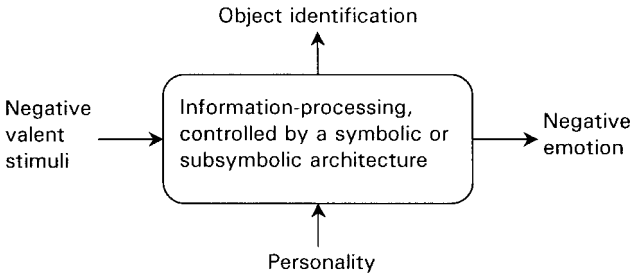 Object identification
Negative
valent
stimuli
Information-processing,
controlled by a symbolic or
subsymbolic architecture
Negative
emotion
Personality